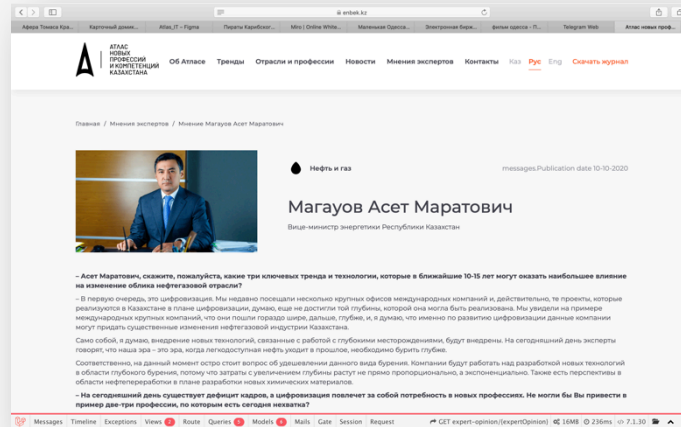 enbek.kz
Афера Томаса Кра...
Карточный домик...
Atlas_IT – Figma
Пираты Карибског...
Miro | Online White...
Маленькая Одесса...
Электронная бирж...
фильм одесса - П...
Telegram Web
Атлас новых проф...
АТЛАС
НОВЫХ
ПРОФЕССИЙ
И КОМПЕТЕНЦИЙ
КАЗАХСТАНА
Об Атласе Тренды Отрасли и профессии Новости Мнения экспертов Контакты Каз Рус Eng Скачать журнал
Главная / Мнения экспертов / Мнение Магауов Асет Маратович
Нефть и газ
messages.Publication date 10-10-2020
Магауов Асет Маратович
Вице-министр энергетики Республики Казахстан
– Асет Маратович, скажите, пожалуйста, какие три ключевых тренда и технологии, которые в ближайшие 10-15 лет могут оказать наибольшее влияние
на изменение облика нефтегазовой отрасли?
– В первую очередь, это цифровизация. Мы недавно посещали несколько крупных офисов международных компаний и, действительно, те проекты, которые
реализуются в Казахстане в плане цифровизации, думаю, еще не достигли той глубины, которой она могла быть реализована. Мы увидели на примере
международных крупных компаний, что они пошли гораздо шире, дальше, глубже, и, я думаю, что именно по развитию цифровизации данные компании
могут придать существенные изменения нефтегазовой индустрии Казахстана.
Само собой, я думаю, внедрение новых технологий, связанные с работой с глубокими месторождениями, будут внедрены. На сегодняшний день эксперты
говорят, что наша эра – это эра, когда легкодоступная нефть уходит в прошлое, необходимо бурить глубже.
Соответственно, на данный момент остро стоит вопрос об удешевлении данного вида бурения. Компании будут работать над разработкой новых технологий
в области глубокого бурения, потому что затраты с увеличением глубины растут не прямо пропорционально, а экспоненциально. Также есть перспективы в
области нефтепереработки в плане разработки новых химических материалов.
– На сегодняшний день существует дефицит кадров, а цифровизация повлечет за собой потребность в новых профессиях. Не могли бы Вы привести в
пример две-три профессии, по которым есть сегодня нехватка?
Messages Timeline Exceptions Views 2 Route Queries Models Mails Gate Session Request GET expert-opinion/{expertOpinion} 16MB 236ms 7.1.30